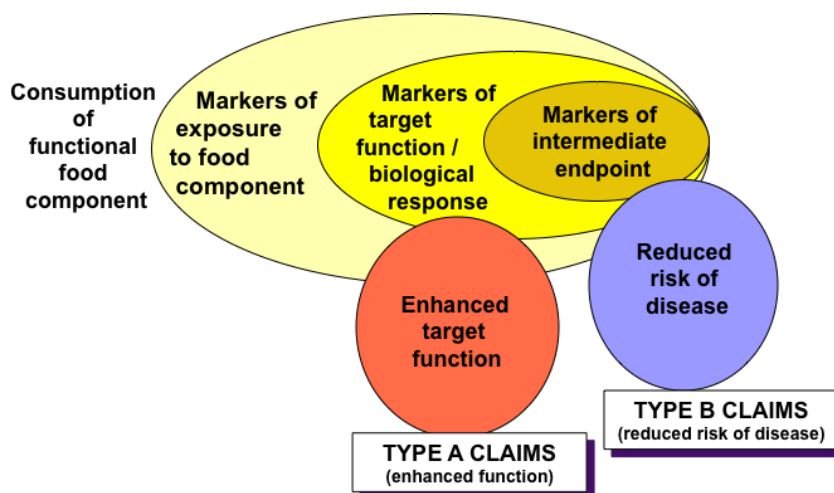 Consumption
of
functional
food
component
Markers of
exposure
to food
component
Markers of
target
function /
biological
response
Markers of
intermediate
endpoint
Enhanced
target
function
Reduced
risk of
disease
TYPE A CLAIMS
(enhanced function)
TYPE B CLAIMS
(reduced risk of disease)